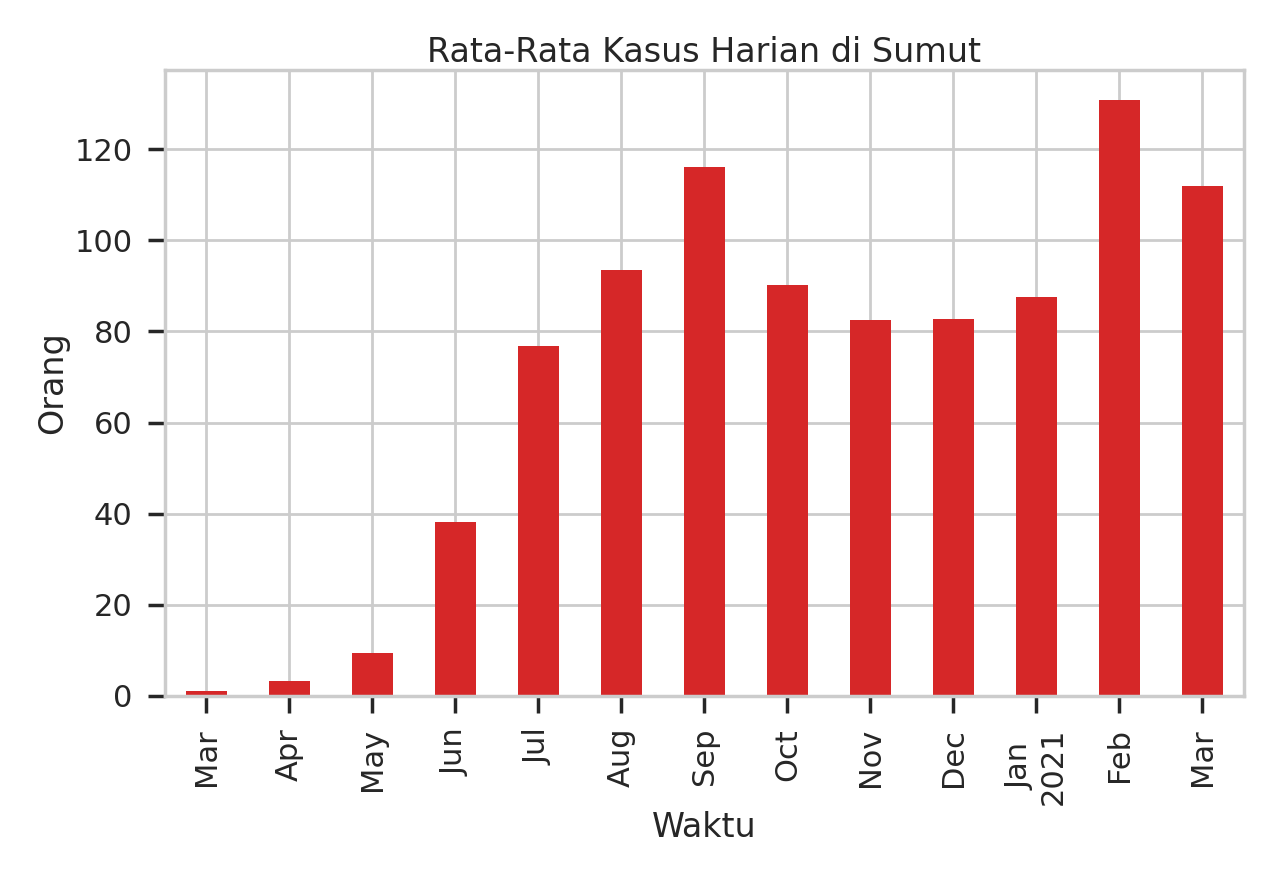 Rata-Rata Kasus Harian di Sumut
120
100
80
60
40
20
0
Orang
Mar
Apr
May
Jun
Jul
Aug
Sep
Oct
Nov
Dec
Jan
2021
Feb
Mar
Waktu